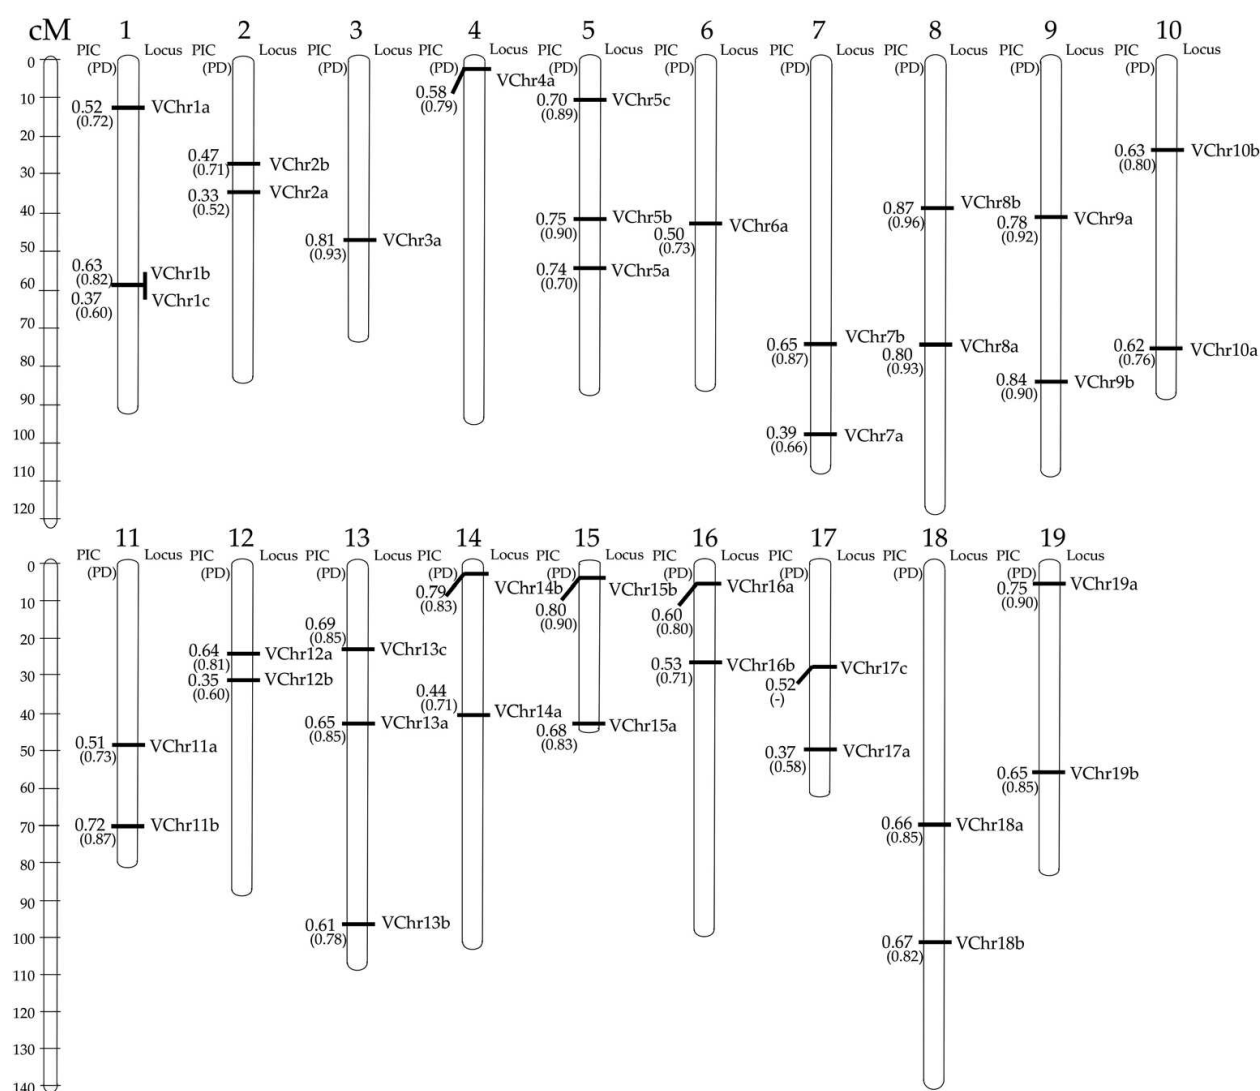 cM 1 2 3 4 5 6 7 8 9 10
PIC Locus PIC Locus PIC Locus PIC Locus PIC Locus PIC Locus PIC Locus PIC Locus PIC Locus PIC Locus
(PD) (PD) (PD) (PD) (PD) (PD) (PD) (PD) (PD) (PD)
0
10
20
30
40
50
60
70
80
90
100
110
120
0.52
(0.72)
VChr1a
0.63
(0.82)
VChr1b
0.37
(0.60)
VChr1c
0.47
(0.71)
VChr2b
0.33
(0.52)
VChr2a
0.81
(0.93)
VChr3a
0.58
(0.79)
VChr4a
0.70
(0.89)
VChr5c
0.75
(0.90)
VChr5b
0.74
(0.70)
VChr5a
0.50
(0.73)
VChr6a
0.65
(0.87)
VChr7b
0.39
(0.66)
VChr7a
0.87
(0.96)
VChr8b
0.80
(0.93)
VChr8a
0.78
(0.92)
VChr9a
0.84
(0.90)
VChr9b
0.63
(0.80)
VChr10b
0.62
(0.76)
VChr10a
11 12 13 14 15 16 17 18 19
PIC Locus PIC Locus PIC Locus PIC Locus PIC Locus PIC Locus PIC Locus PIC Locus PIC Locus
(PD) (PD) (PD) (PD) (PD) (PD) (PD) (PD) (PD)
0
10
20
30
40
50
60
70
80
90
100
110
120
130
140
0.51
(0.73)
VChr11a
0.72
(0.87)
VChr11b
0.64
(0.81)
VChr12a
0.35
(0.60)
VChr12b
0.69
(0.85)
VChr13c
0.65
(0.85)
VChr13a
0.61
(0.78)
VChr13b
0.79
(0.83)
VChr14b
0.44
(0.71)
VChr14a
0.80
(0.90)
VChr15b
0.68
(0.83)
VChr15a
0.60
(0.80)
VChr16a
0.53
(0.71)
VChr16b
0.52
(-)
VChr17c
0.37
(0.58)
VChr17a
0.66
(0.85)
VChr18a
0.67
(0.82)
VChr18b
0.75
(0.90)
VChr19a
0.65
(0.85)
VChr19b